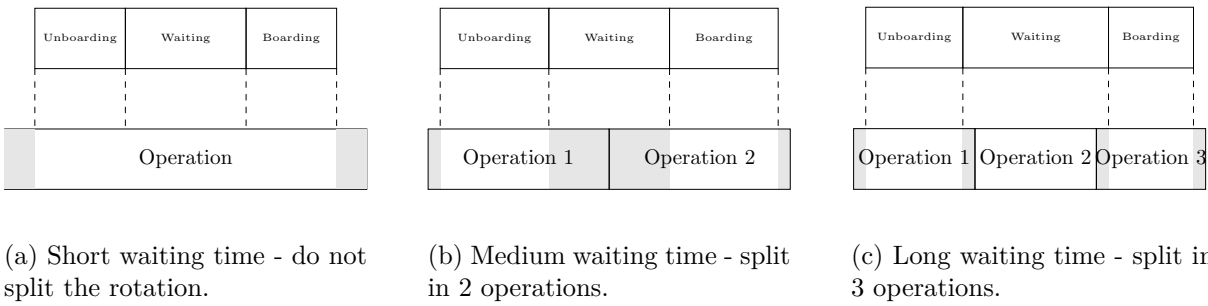 Unboarding Waiting Boarding
Operation
(a) Short waiting time - do not
split the rotation.
Unboarding Waiting Boarding
Operation 1 Operation 2
(b) Medium waiting time - split
in 2 operations.
Unboarding Waiting Boarding
Operation 1 Operation 2 Operation 3
(c) Long waiting time - split in
3 operations.